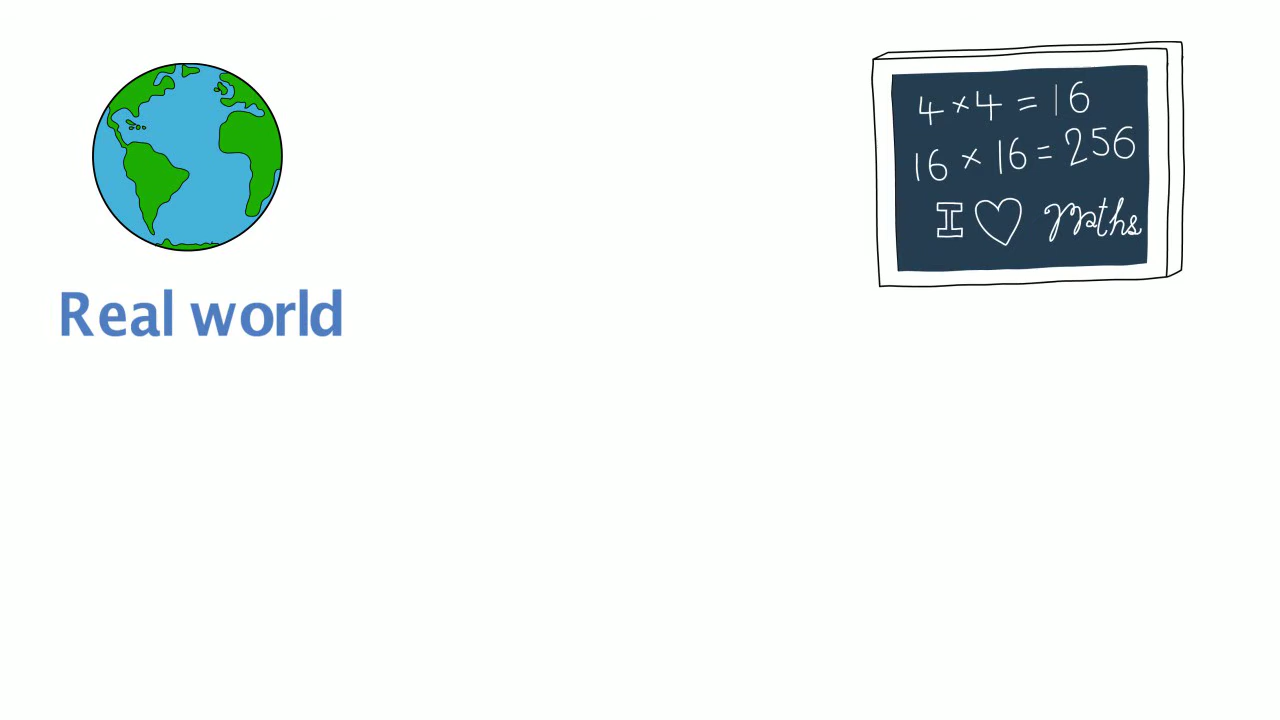 4 × 4 = 16
16 × 16 = 256
I ♡ Maths
Real world